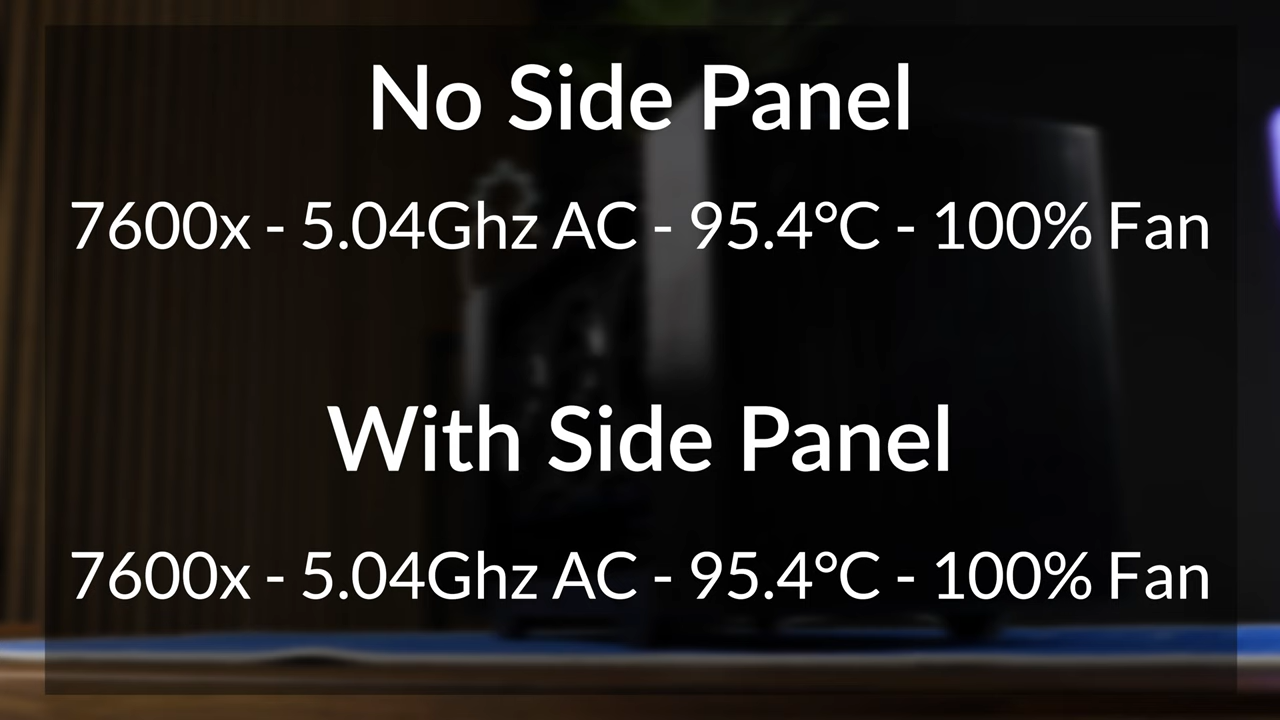 No Side Panel
7600x - 5.04Ghz AC - 95.4°C - 100% Fan
With Side Panel
7600x - 5.04Ghz AC - 95.4°C - 100% Fan